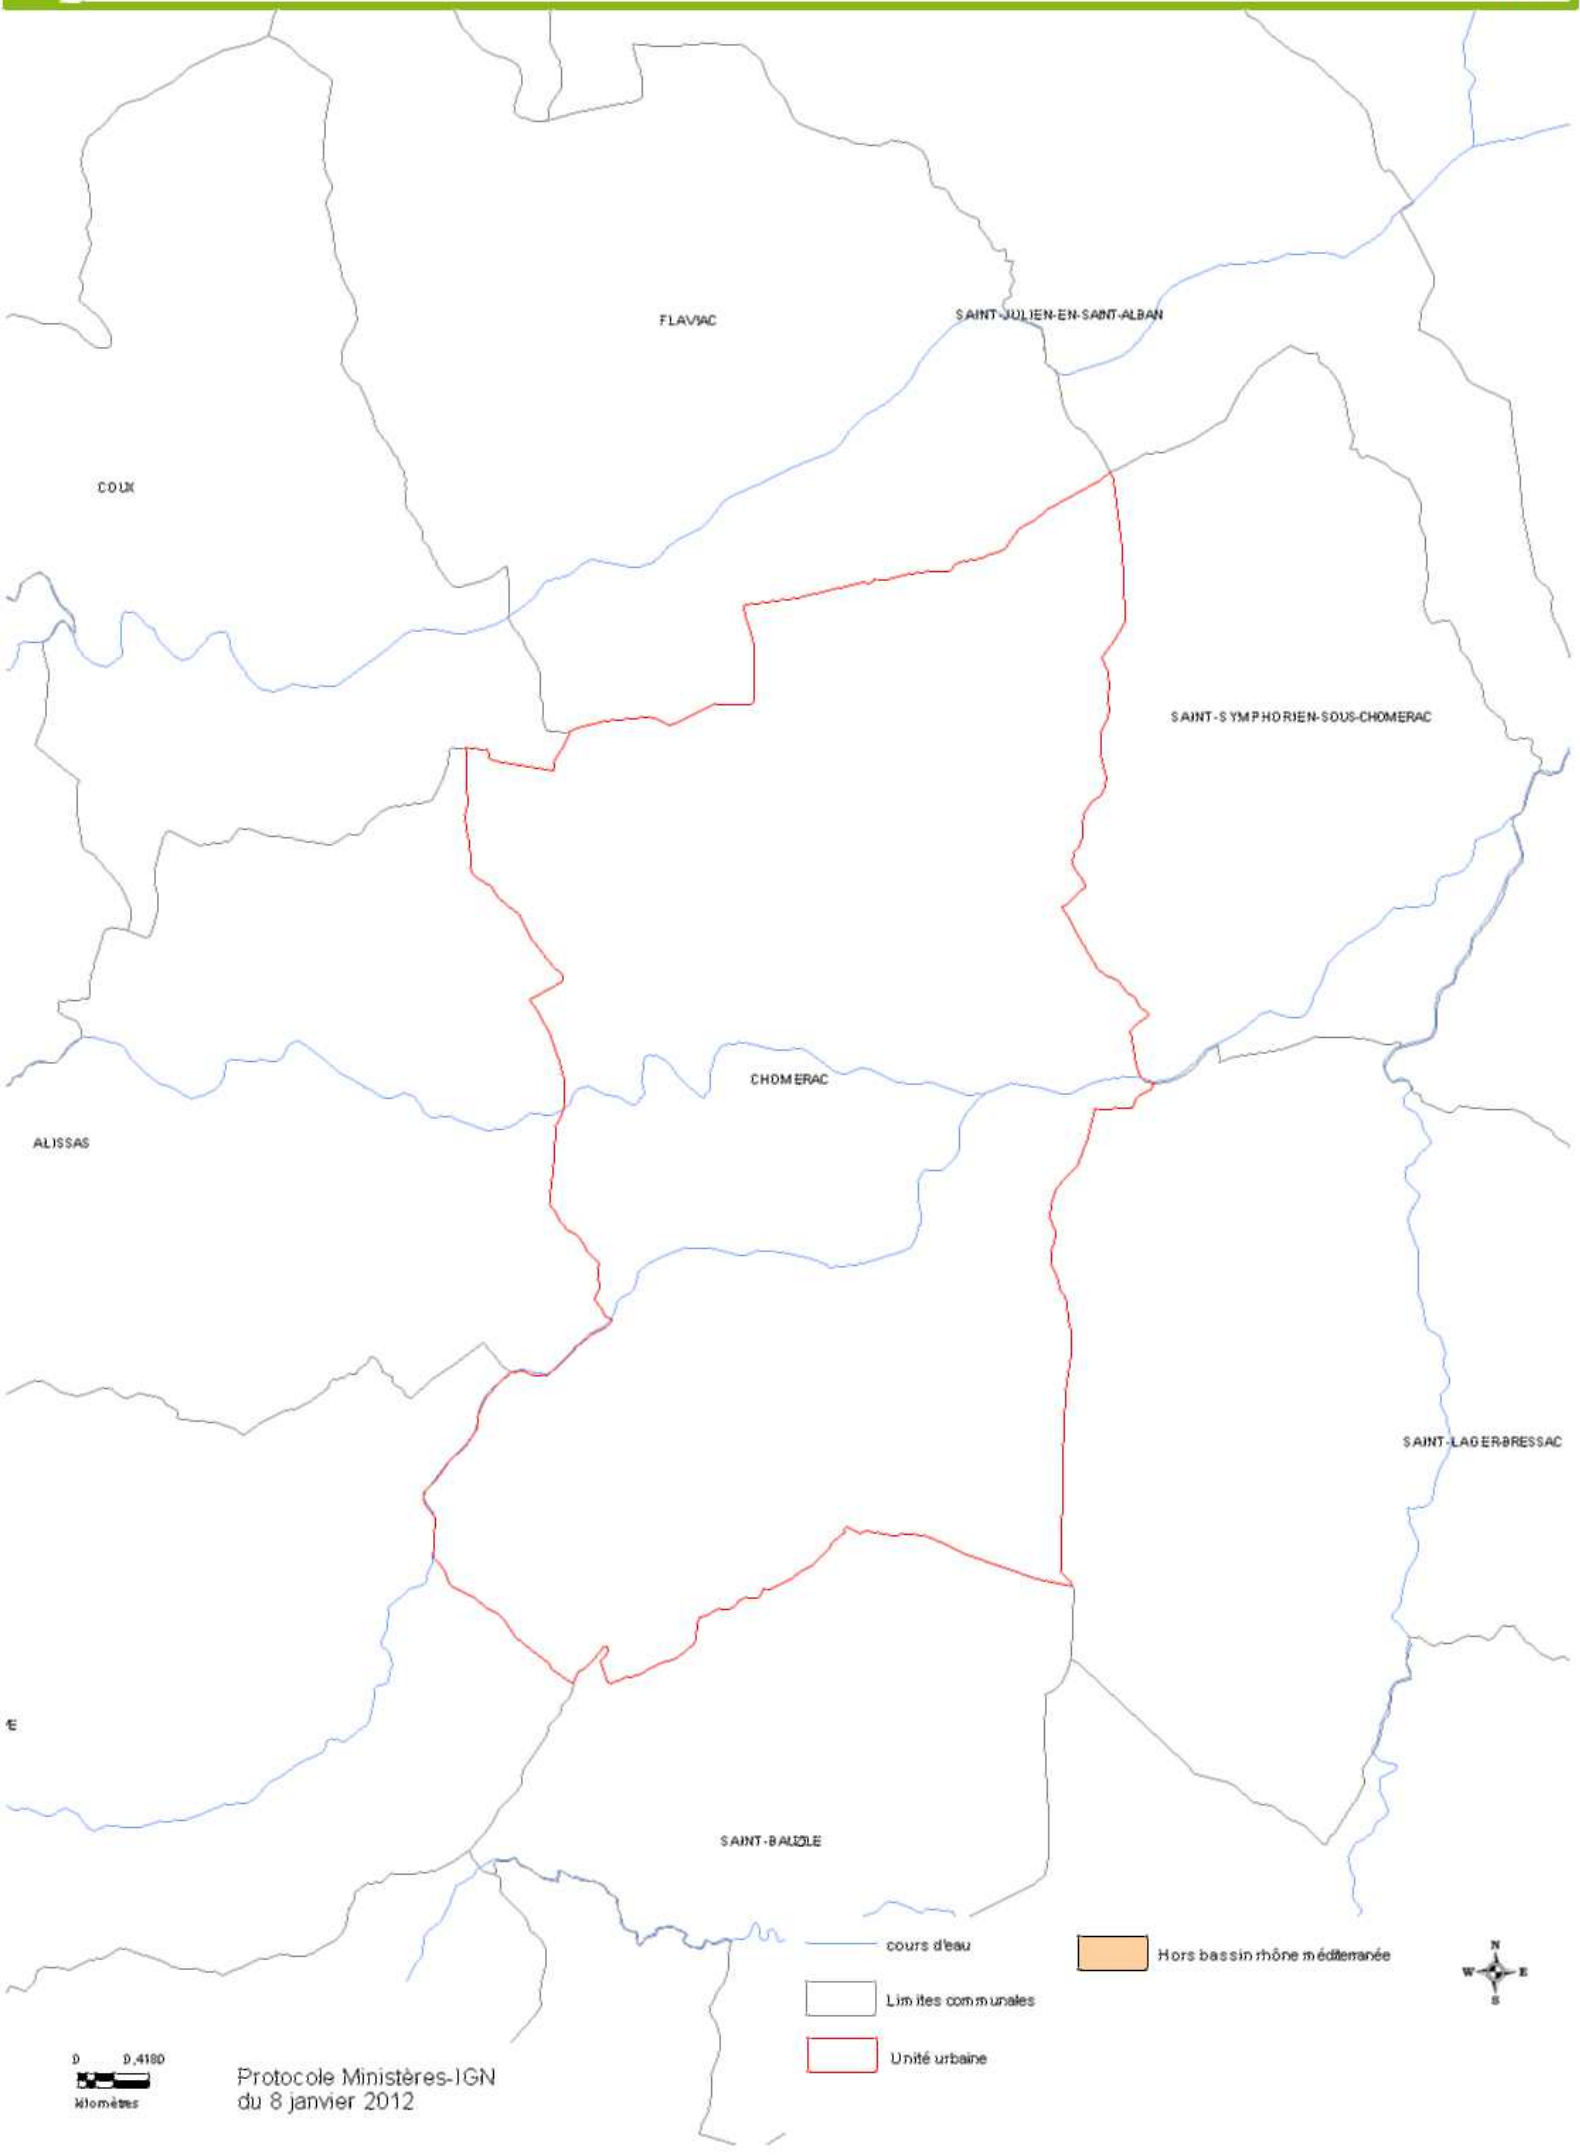 FLAVIAC
SAINT-JULIEN-EN-SAINT-ALBAN
COUX
SAINT-SYMPHORIEN-SOUS-CHOMERAC
CHOMERAC
ALISSAS
SAINT-LAGER-BRESSAC
SAINT-BAUZILE
cours d'eau
Hors bassin rhône méditerranée
Limites communales
Unité urbaine
N
W E
S
0 0,4180
kilomètres
Protocole Ministères-IGN
du 8 janvier 2012